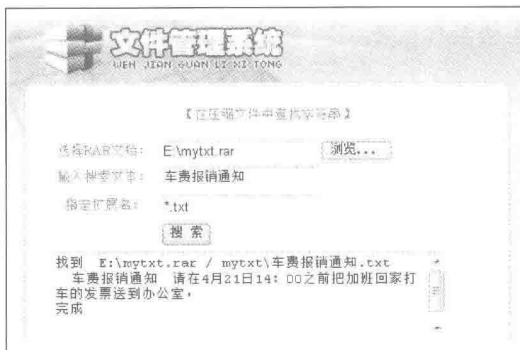 文件管理系统
WEN JIAN GUAN LI XI TONG
【在压缩文件中查找字符串】
选择RAR文档： E:\mytxt.rar 浏览...
输入搜索文本： 车费报销通知
指定扩展名： *.txt
搜 索
找到 E:\mytxt.rar / mytxt\车费报销通知.txt
车费报销通知 请在4月21日14：00之前把加班回家打
车的发票送到办公室，
完成